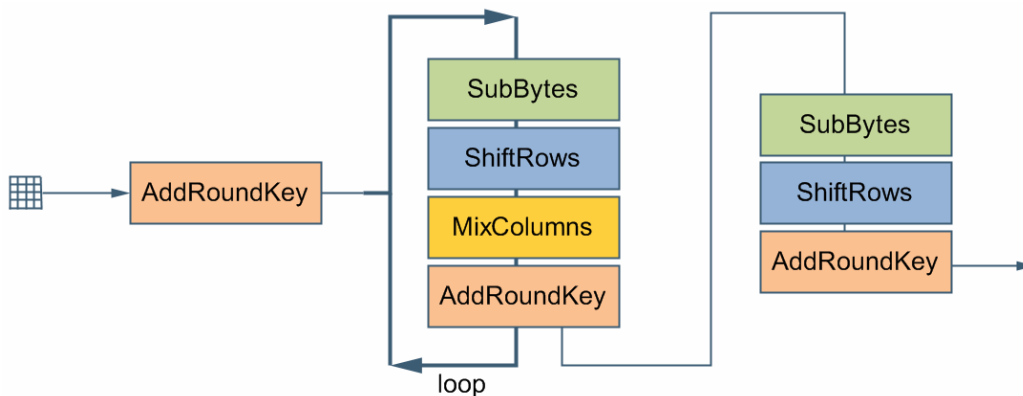 AddRoundKey
SubBytes
ShiftRows
MixColumns
AddRoundKey
loop
SubBytes
ShiftRows
AddRoundKey